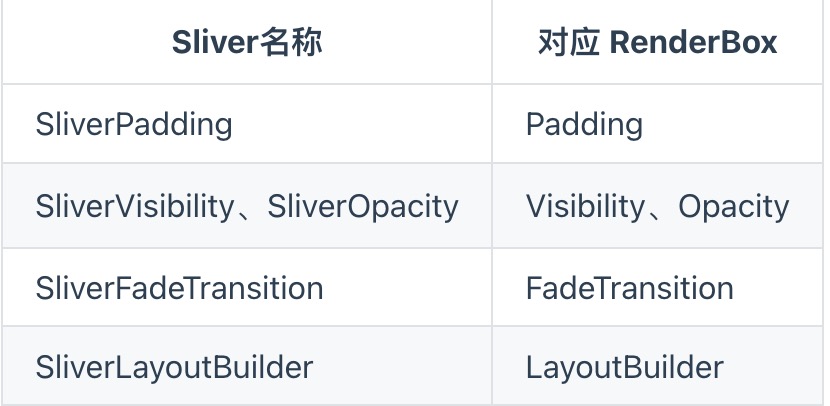 Sliver名称 对应 RenderBox
SliverPadding Padding
SliverVisibility、SliverOpacity Visibility、Opacity
SliverFadeTransition FadeTransition
SliverLayoutBuilder LayoutBuilder